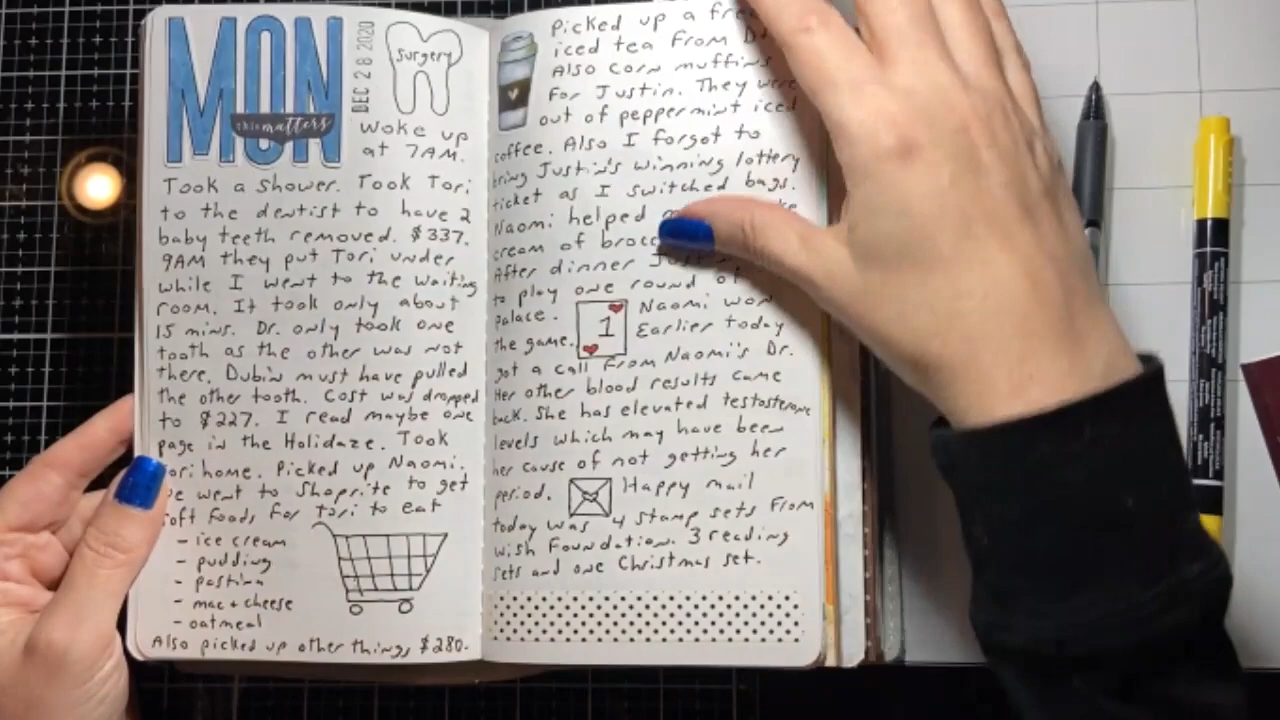 MON
this matters
DEC 28 2020
Surgery
Woke up
at 7AM.
Took a shower. Took Tori
to the dentist to have 2
baby teeth removed. $337.
9AM they put Tori under
while I went to the waiting
room. It took only about
15 mins. Dr. only took one
tooth as the other was not
there. Dubin must have pulled
the other tooth. Cost was dropped
to $227. I read maybe one
page in the Holidaze. Took
Tori home. Picked up Naomi.
We went to Shoprite to get
soft foods for Tori to eat
- ice cream
- pudding
- pastina
- mac + cheese
- oatmeal
Also picked up other things $280.
Picked up a free
iced tea from
Also corn muffins
for Justin. They were
out of peppermint iced
coffee. Also I forgot to
bring Justin's winning lottery
ticket as I switched bags.
Naomi helped
cream of
After dinner
to play one round of
palace.
1
Naomi won
the game.
Earlier today
got a call from Naomi's Dr.
Her other blood results came
back. She has elevated testosterone
levels which may have been
her cause of not getting her
period.
Happy mail
today was 4 stamp sets from
Wish Foundation. 3 reading
sets and one Christmas set.